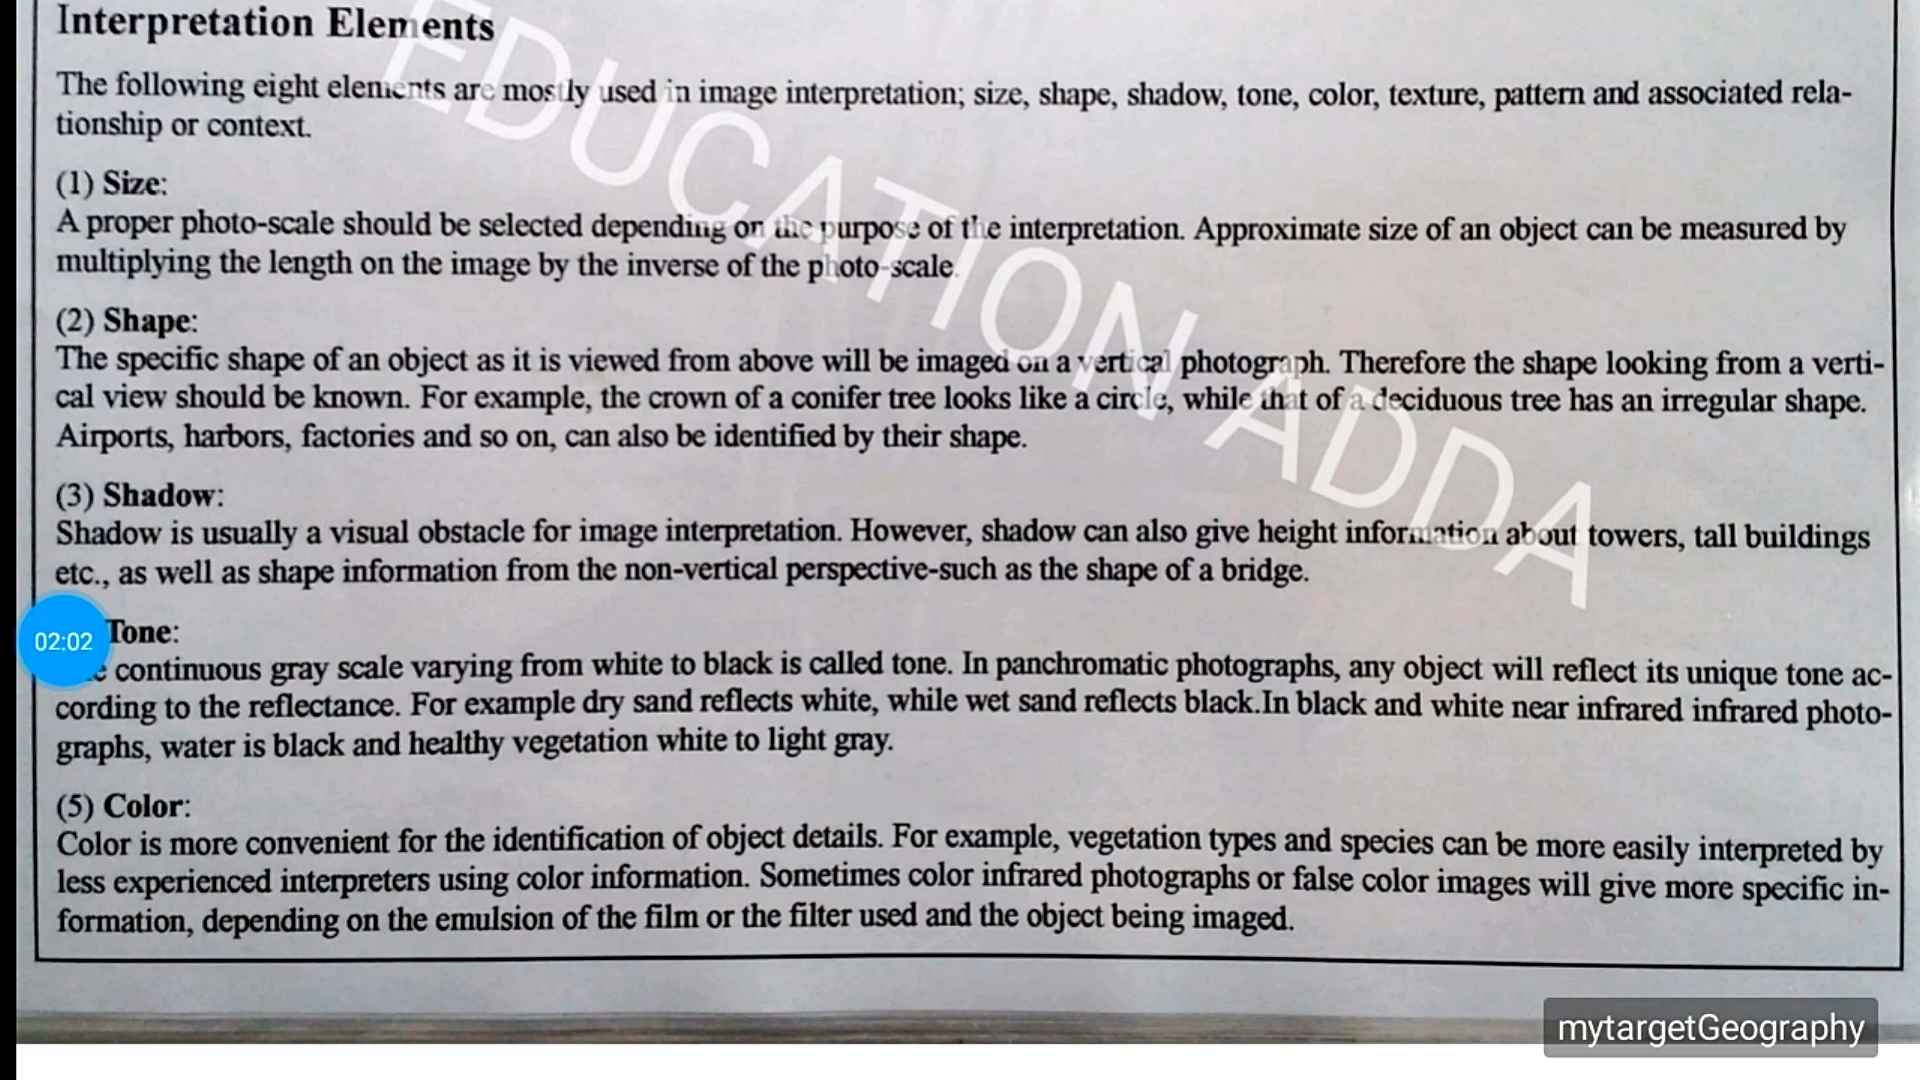 Interpretation Elements
The following eight elements are mostly used in image interpretation; size, shape, shadow, tone, color, texture, pattern and associated rela-
tionship or context.
(1) Size:
A proper photo-scale should be selected depending on the purpose of the interpretation. Approximate size of an object can be measured by
multiplying the length on the image by the inverse of the photo-scale.
(2) Shape:
The specific shape of an object as it is viewed from above will be imaged on a vertical photograph. Therefore the shape looking from a verti-
cal view should be known. For example, the crown of a conifer tree looks like a circle, while that of a deciduous tree has an irregular shape.
Airports, harbors, factories and so on, can also be identified by their shape.
(3) Shadow:
Shadow is usually a visual obstacle for image interpretation. However, shadow can also give height information about towers, tall buildings
etc., as well as shape information from the non-vertical perspective-such as the shape of a bridge.
Tone:
continuous gray scale varying from white to black is called tone. In panchromatic photographs, any object will reflect its unique tone ac-
cording to the reflectance. For example dry sand reflects white, while wet sand reflects black.In black and white near infrared infrared photo-
graphs, water is black and healthy vegetation white to light gray.
(5) Color:
Color is more convenient for the identification of object details. For example, vegetation types and species can be more easily interpreted by
less experienced interpreters using color information. Sometimes color infrared photographs or false color images will give more specific in-
formation, depending on the emulsion of the film or the filter used and the object being imaged.
EDUCATION ADDA
02:02
mytargetGeography